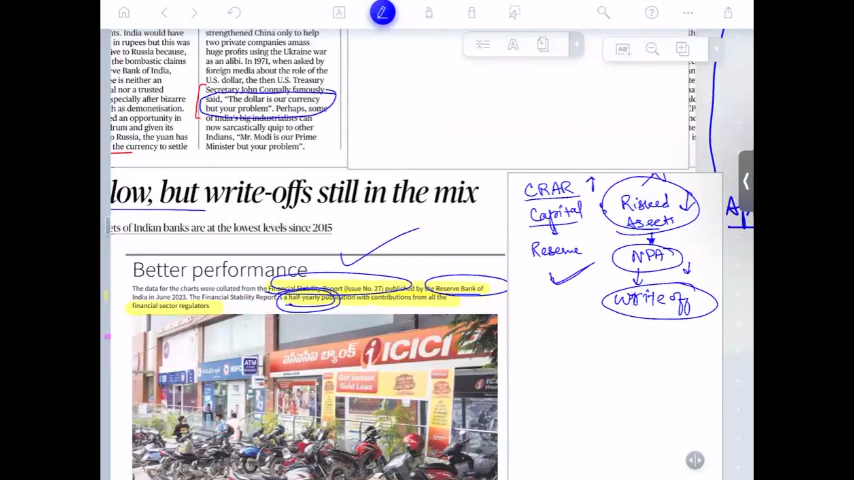 nts. India would have
in rupees but this was
ive to Russia because,
the bombastic claims
rve Bank of India,
ee is neither an
al nor a trusted
specially after bizarre
h as demonetisation.
ed an opportunity in
drum and given its
o Russia, the yuan has
the currency to settle
strengthened China only to help
two private companies amass
huge profits using the Ukraine war
as an alibi. In 1971, when asked by
foreign media about the role of the
U.S. dollar, the then U.S. Treasury
Secretary John Connally famously
said, "The dollar is our currency
but your problem". Perhaps, some
of India's big industrialists can
now sarcastically quip to other
Indians, "Mr. Modi is our Prime
Minister but your problem".
low, but write-offs still in the mix
ets of Indian banks are at the lowest levels since 2015
Better performance
The data for the charts were collated from the Financial Stability Report (Issue No. 27) published by the Reserve Bank of
India in June 2023. The Financial Stability Report is a half-yearly publication with contributions from all the
financial sector regulators
ATM
ఐసిఐసిఐ బ్యాంక్ ICICI
Get instant
Gold Loan
ICICI
CRAR
Capital
Reserve
Risked
Assets
NPA
write off